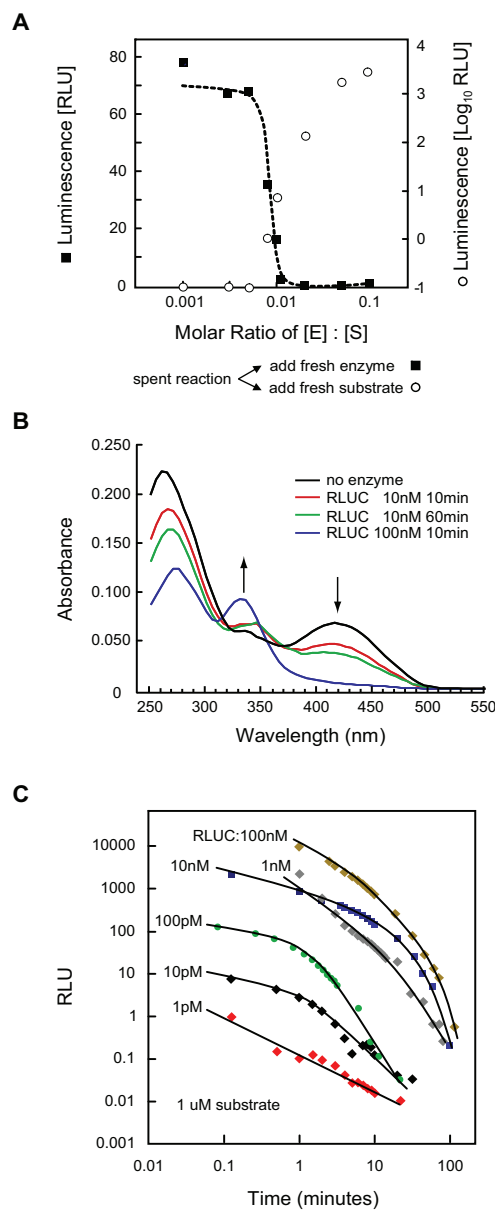 A
Luminescence [RLU]
80
60
40
20
0
4
3
2
1
0
-1
Luminescence [Log10 RLU]
0.001
0.01
0.1
Molar Ratio of [E] : [S]
spent reaction
add fresh enzyme
add fresh substrate
B
Absorbance
0.250
0.200
0.150
0.100
0.050
0
no enzyme
RLUC 10nM 10min
RLUC 10nM 60min
RLUC 100nM 10min
250 300 350 400 450 500 550
Wavelength (nm)
C
RLU
10000
1000
100
10
1
0.1
0.01
0.001
RLUC:100nM
10nM
1nM
100pM
10pM
1pM
1 uM substrate
0.01 0.1 1 10 100
Time (minutes)